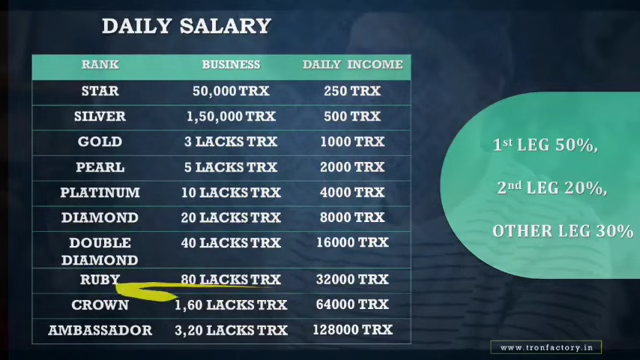 DAILY SALARY
RANK BUSINESS DAILY INCOME
STAR 50,000 TRX 250 TRX
SILVER 1,50,000 TRX 500 TRX
GOLD 3 LACKS TRX 1000 TRX
PEARL 5 LACKS TRX 2000 TRX
PLATINUM 10 LACKS TRX 4000 TRX
DIAMOND 20 LACKS TRX 8000 TRX
DOUBLE DIAMOND 40 LACKS TRX 16000 TRX
RUBY 80 LACKS TRX 32000 TRX
CROWN 1,60 LACKS TRX 64000 TRX
AMBASSADOR 3,20 LACKS TRX 128000 TRX
1st LEG 50%,
2nd LEG 20%,
OTHER LEG 30%
www.tronfactory.in